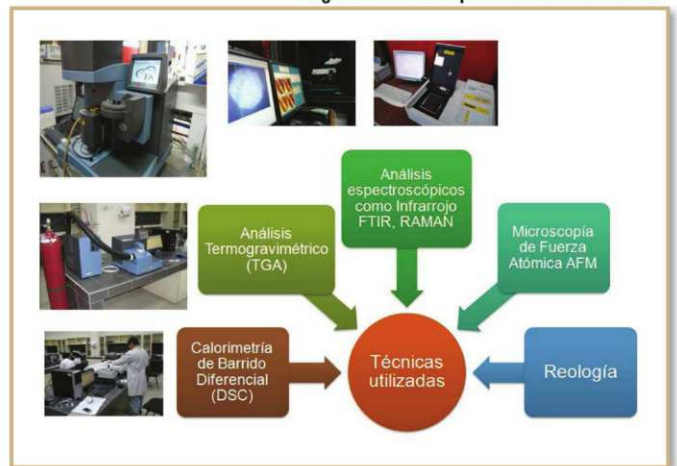 Análisis
espectroscópicos
como Infrarrojo
FTIR, RAMAN
Análisis
Termogravimétrico
(TGA)
Microscopía
de Fuerza
Atómica AFM
Calorimetría
de Barrido
Diferencial
(DSC)
Técnicas
utilizadas
Reología